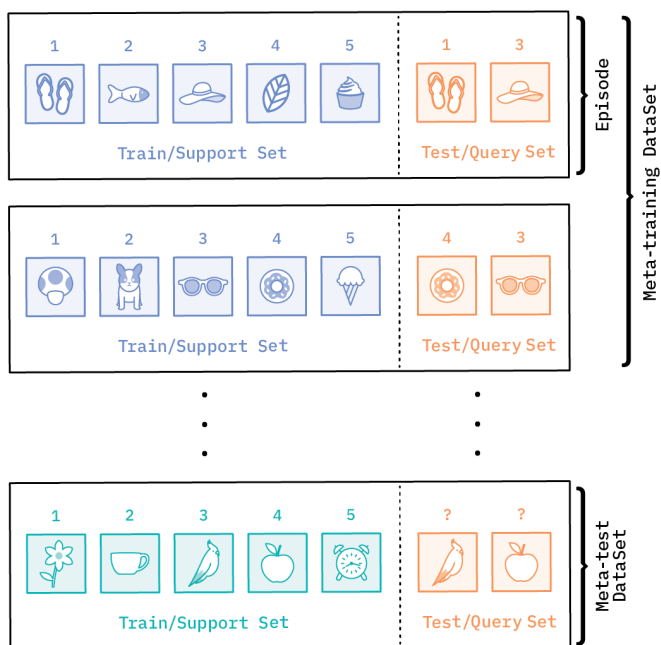 1 2 3 4 5 1 3
Train/Support Set Test/Query Set
Episode
1 2 3 4 5 4 3
Train/Support Set Test/Query Set
Meta-training DataSet
1 2 3 4 5 ? ?
Train/Support Set Test/Query Set
Meta-test
DataSet